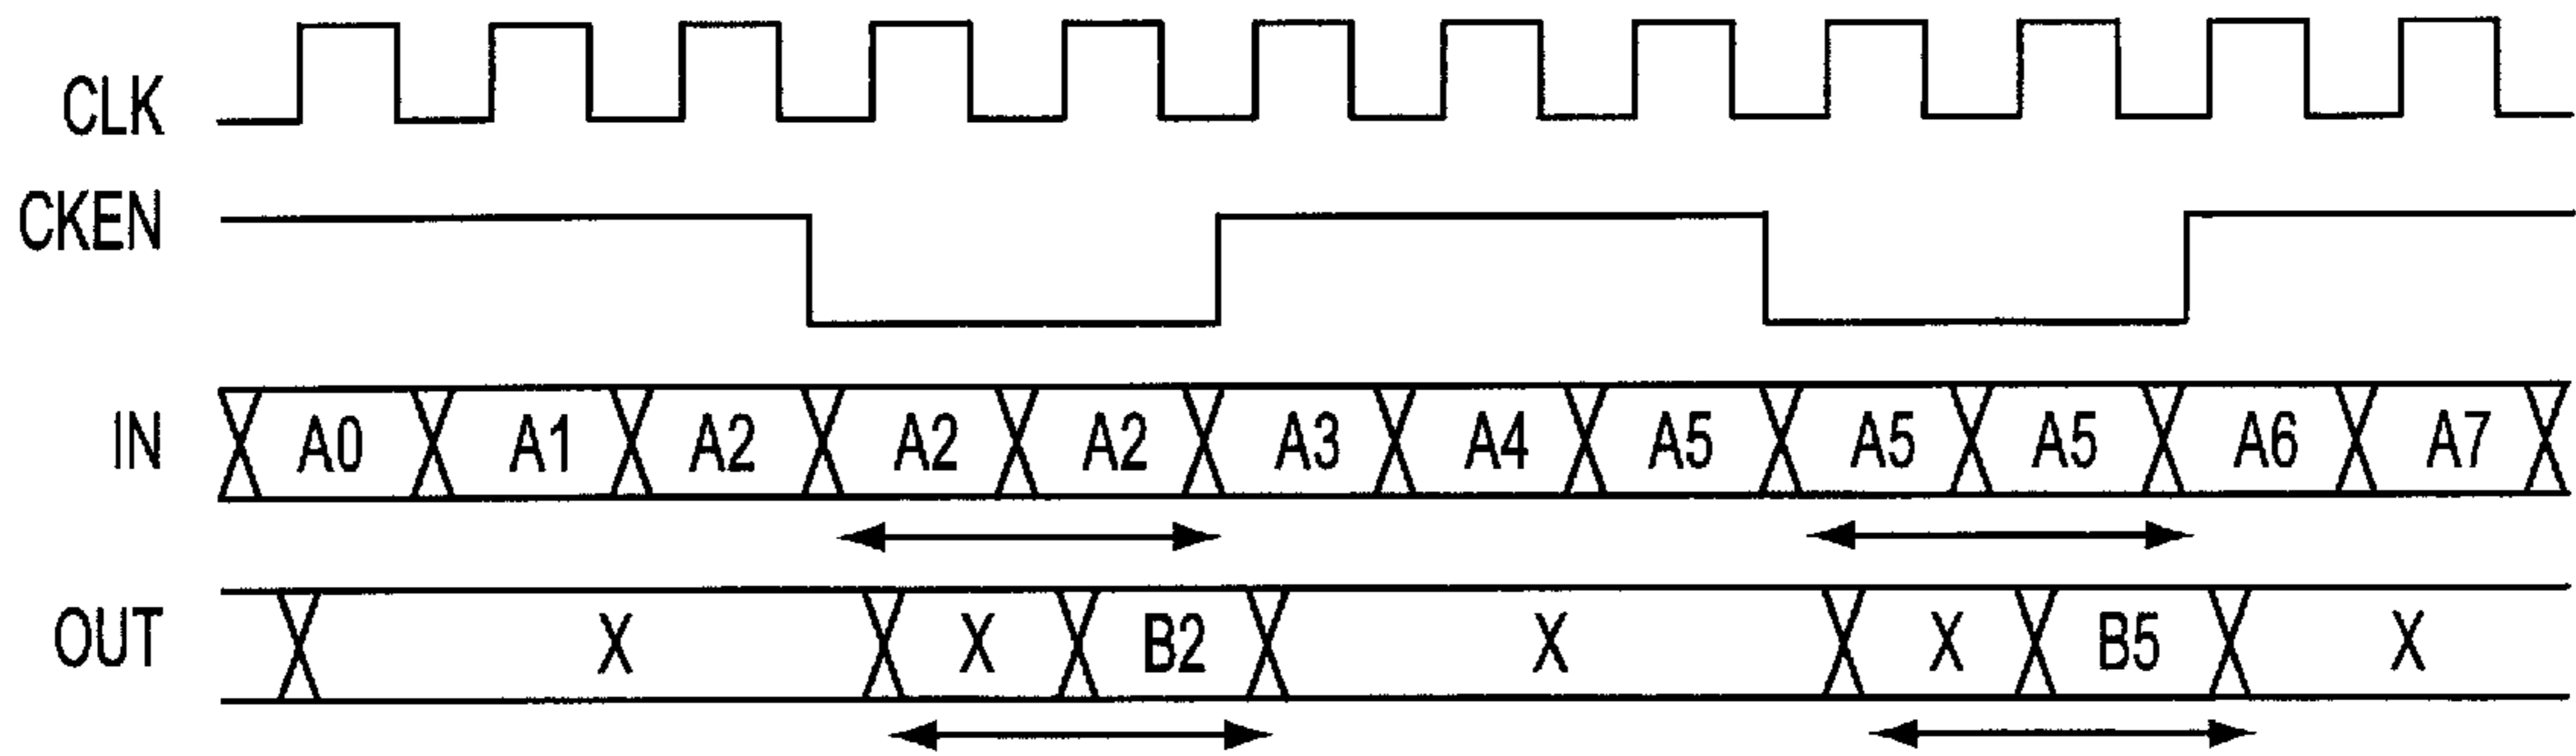 CLK
CKEN
IN A0 A1 A2 A2 A2 A3 A4 A5 A5 A5 A6 A7
OUT X X B2 X X B5 X